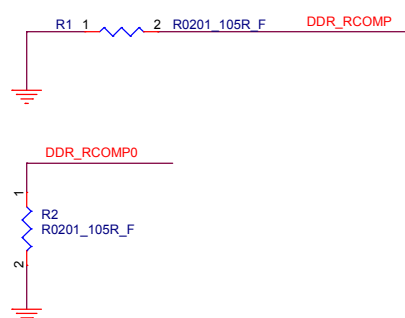 R1 1 2 R0201_105R_F DDR_RCOMP
DDR_RCOMP0
1
R2
R0201_105R_F
2